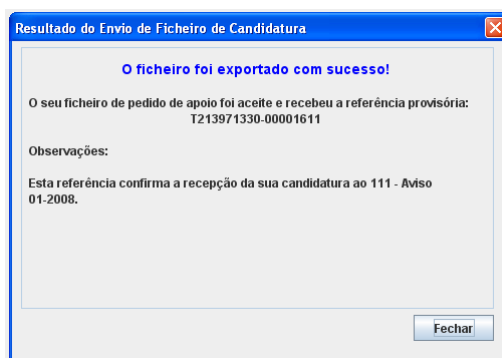 Resultado do Envio de Ficheiro de Candidatura
O ficheiro foi exportado com sucesso!
O seu ficheiro de pedido de apoio foi aceite e recebeu a referência provisória:
T213971330-00001611
Observações:
Esta referência confirma a recepção da sua candidatura ao 111 - Aviso
01-2008.
Fechar